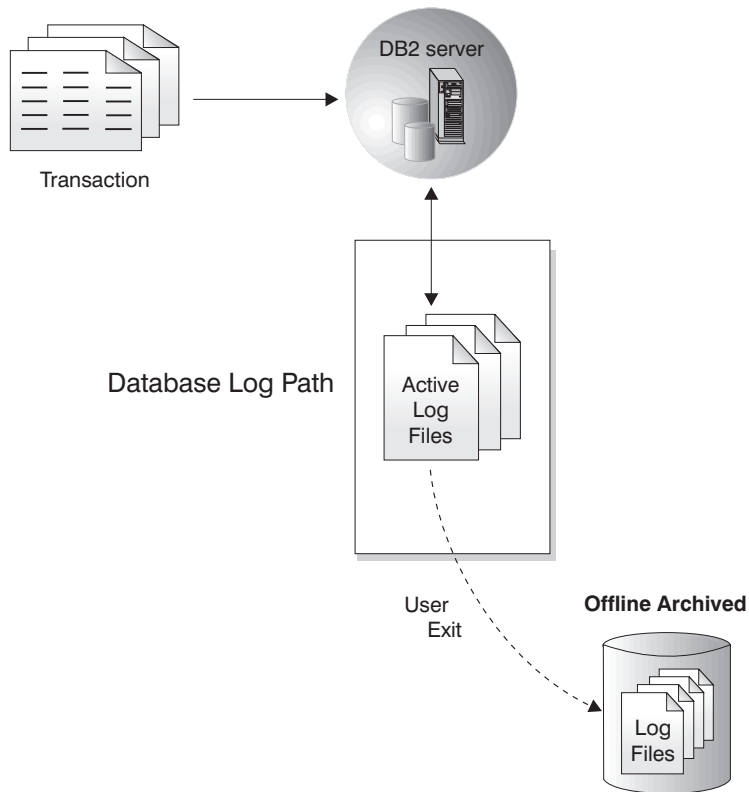 DB2 server
Transaction
Database Log Path
Active
Log
Files
User
Exit
Offline Archived
Log
Files